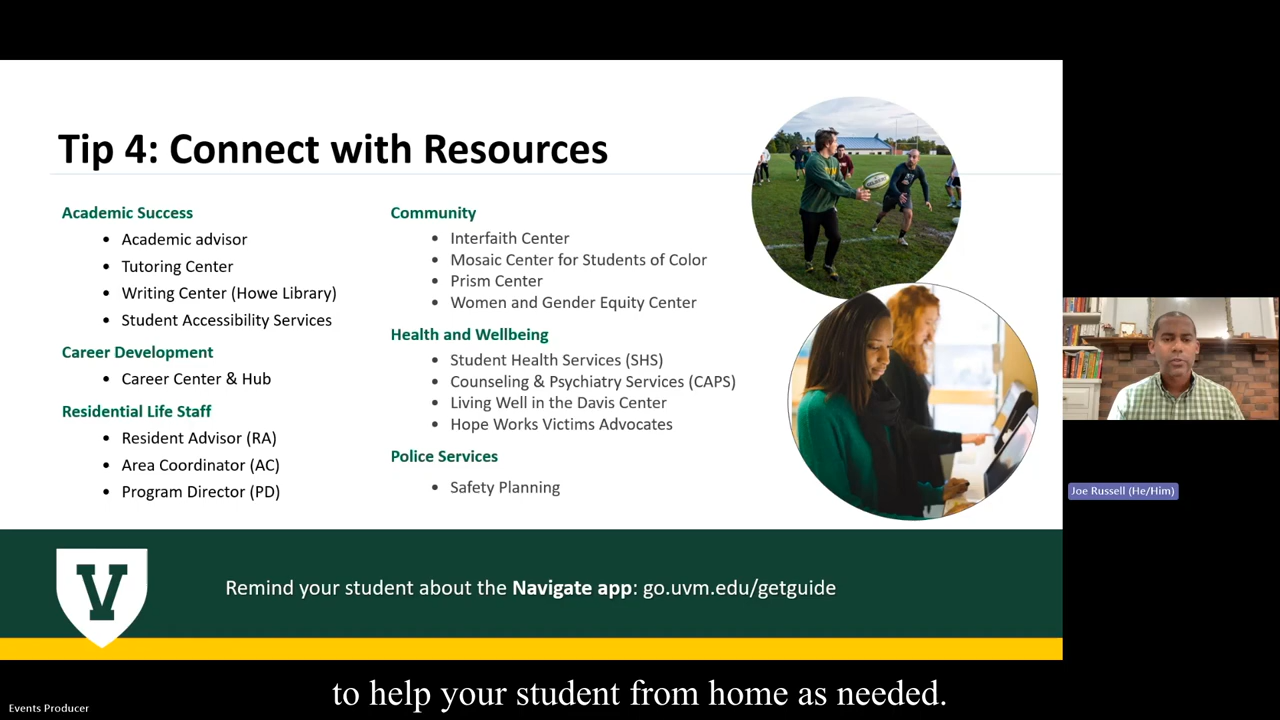 Tip 4: Connect with Resources
Academic Success
• Academic advisor
• Tutoring Center
• Writing Center (Howe Library)
• Student Accessibility Services
Career Development
• Career Center & Hub
Residential Life Staff
• Resident Advisor (RA)
• Area Coordinator (AC)
• Program Director (PD)
Community
• Interfaith Center
• Mosaic Center for Students of Color
• Prism Center
• Women and Gender Equity Center
Health and Wellbeing
• Student Health Services (SHS)
• Counseling & Psychiatry Services (CAPS)
• Living Well in the Davis Center
• Hope Works Victims Advocates
Police Services
• Safety Planning
V
Remind your student about the Navigate app: go.uvm.edu/getguide
Joe Russell (He/Him)
to help your student from home as needed.
Events Producer